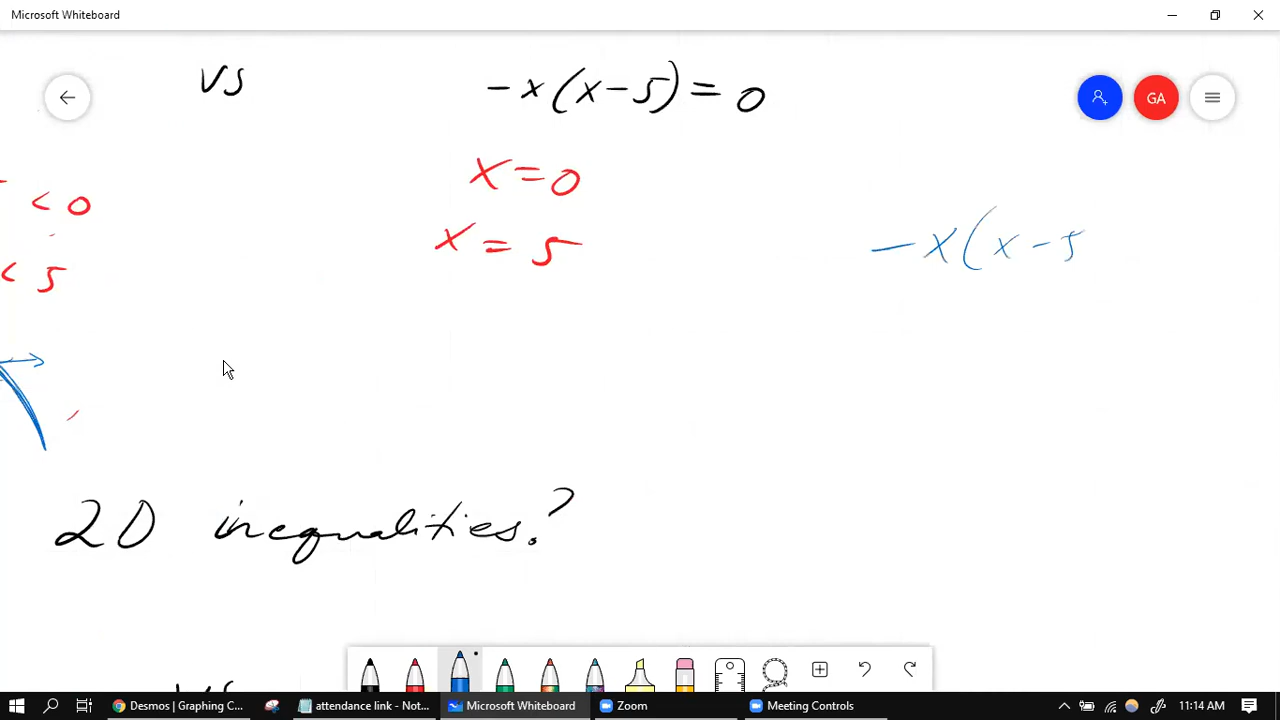 Microsoft Whiteboard
vs
-x(x-5)=0
GA
x=0
< 0
x = 5
-x(x-5
< 5
2D inequalities?
vs
Desmos | Graphing C...
attendance link - Not...
Microsoft Whiteboard
Zoom
Meeting Controls
11:14 AM